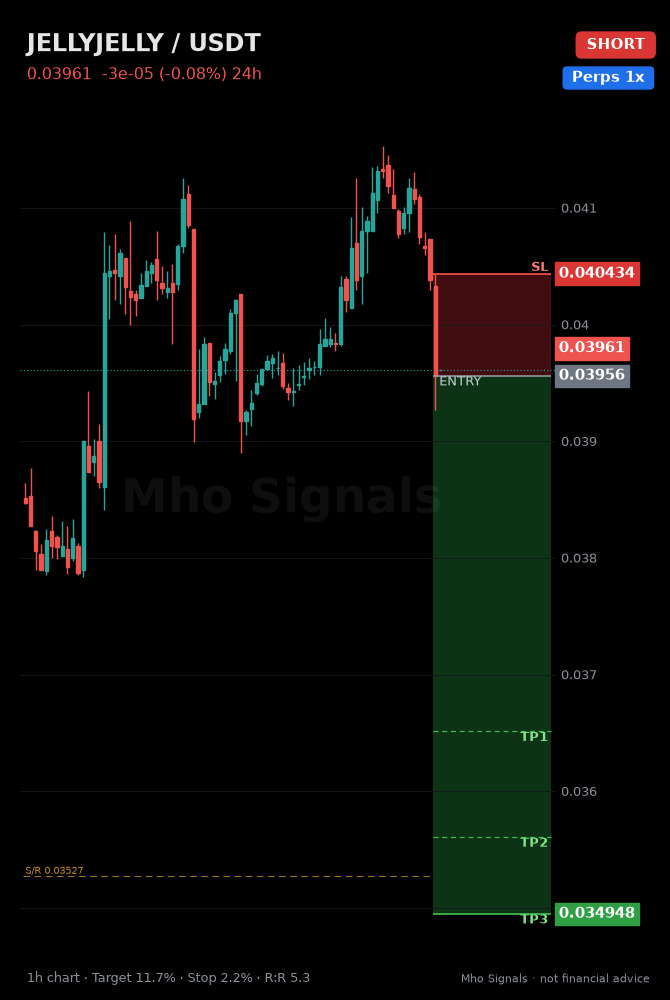 JELLYJELLY / USDT
SHORT
0.03961 -3e-05 (-0.08%) 24h
Perps 1x
0.041
SL
0.040434
0.04
0.03961
0.03956
ENTRY
0.039
Mho Signals
0.038
0.037
TP1
0.036
TP2
S/R 0.03527
TP3
0.034948
1h chart · Target 11.7% · Stop 2.2% · R:R 5.3
Mho Signals · not financial advice